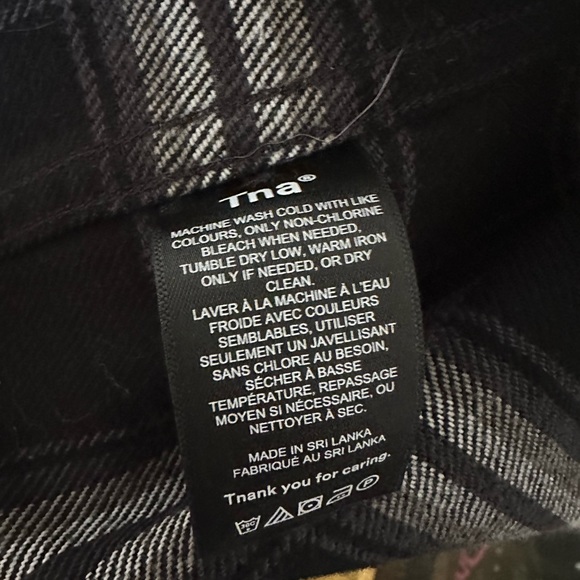 Tna®
MACHINE WASH COLD WITH LIKE
COLOURS, ONLY NON-CHLORINE
BLEACH WHEN NEEDED,
TUMBLE DRY LOW, WARM IRON
ONLY IF NEEDED, OR DRY
CLEAN.
LAVER À LA MACHINE À L'EAU
FROIDE AVEC COULEURS
SEMBLABLES, UTILISER
SEULEMENT UN JAVELLISANT
SANS CHLORE AU BESOIN,
SÉCHER À BASSE
TEMPÉRATURE, REPASSAGE
MOYEN SI NÉCESSAIRE, OU
NETTOYER À SEC.
MADE IN SRI LANKA
FABRIQUÉ AU SRI LANKA
Tnank you for caring.
30C P